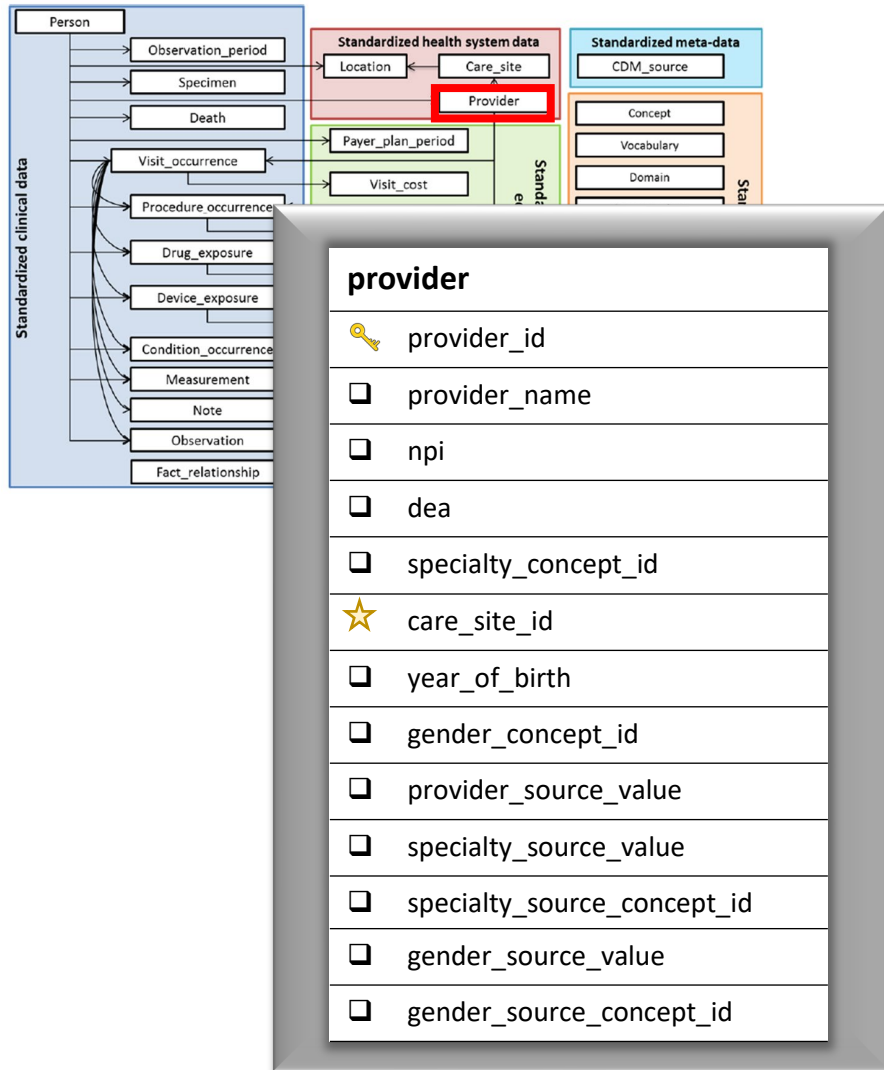 Person
Observation_period
Specimen
Death
Visit_occurrence
Procedure_occurrence
Drug_exposure
Device_exposure
Condition_occurrence
Measurement
Note
Observation
Fact_relationship
Standardized clinical data
Standardized health system data
Location
Care_site
Provider
Payer_plan_period
Visit_cost
Standardized meta-data
CDM_source
Concept
Vocabulary
Domain
provider
provider_id
provider_name
npi
dea
specialty_concept_id
care_site_id
year_of_birth
gender_concept_id
provider_source_value
specialty_source_value
specialty_source_concept_id
gender_source_value
gender_source_concept_id